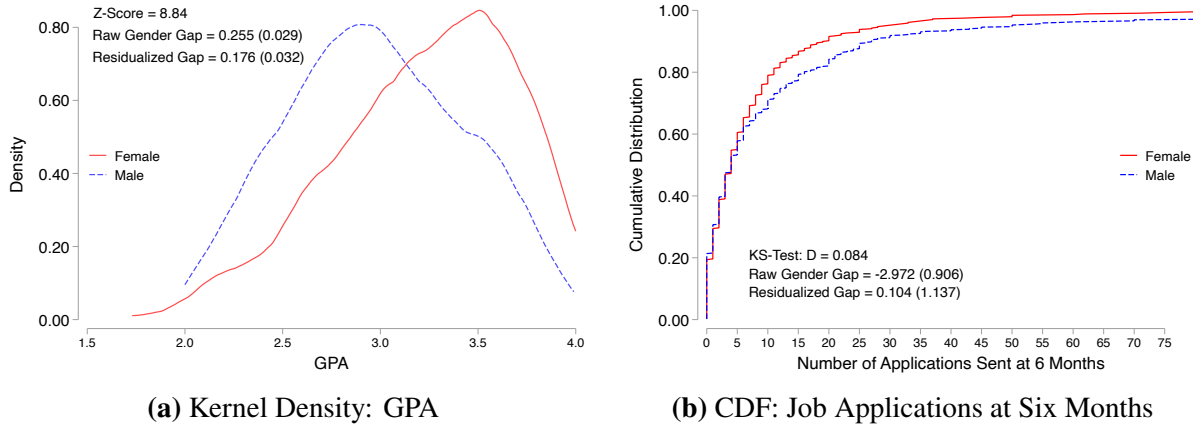 Z-Score = 8.84
Raw Gender Gap = 0.255 (0.029)
Residualized Gap = 0.176 (0.032)
0.80
0.60
0.40
0.20
0.00
Density
Female
Male
1.5
2.0
2.5
3.0
3.5
4.0
GPA
(a) Kernel Density: GPA
1.00
0.80
0.60
0.40
0.20
0.00
Cumulative Distribution
Female
Male
KS-Test: D = 0.084
Raw Gender Gap = -2.972 (0.906)
Residualized Gap = 0.104 (1.137)
0
5
10
15
20
25
30
35
40
45
50
55
60
65
70
75
Number of Applications Sent at 6 Months
(b) CDF: Job Applications at Six Months